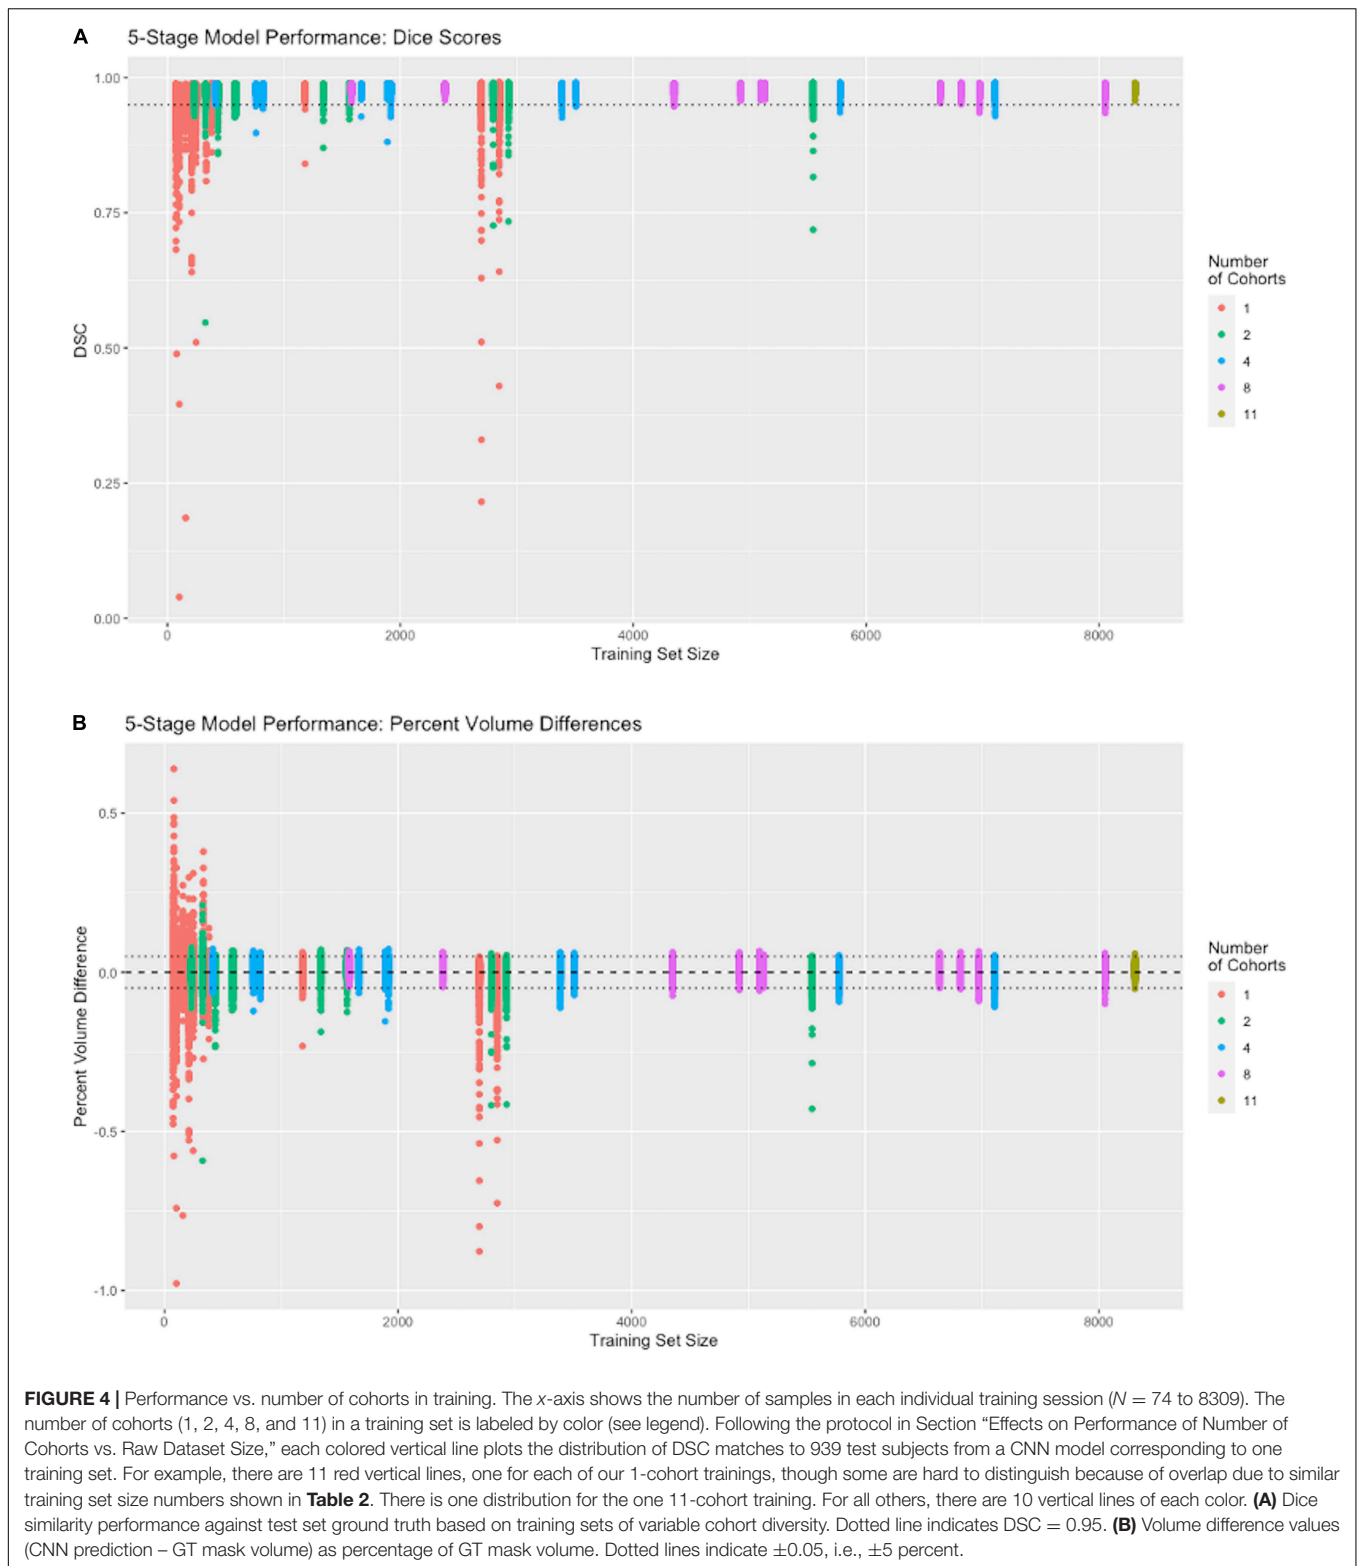 A
5-Stage Model Performance: Dice Scores
1.00
0.75
0.50
0.25
0.00
DSC
0
2000
4000
6000
8000
Training Set Size
Number
of Cohorts
1
2
4
8
11
B
5-Stage Model Performance: Percent Volume Differences
0.5
0.0
-0.5
-1.0
Percent Volume Difference
0
2000
4000
6000
8000
Training Set Size
Number
of Cohorts
1
2
4
8
11
FIGURE 4 | Performance vs. number of cohorts in training. The x-axis shows the number of samples in each individual training session (N = 74 to 8309). The
number of cohorts (1, 2, 4, 8, and 11) in a training set is labeled by color (see legend). Following the protocol in Section “Effects on Performance of Number of
Cohorts vs. Raw Dataset Size,” each colored vertical line plots the distribution of DSC matches to 939 test subjects from a CNN model corresponding to one
training set. For example, there are 11 red vertical lines, one for each of our 1-cohort trainings, though some are hard to distinguish because of overlap due to similar
training set size numbers shown in Table 2. There is one distribution for the one 11-cohort training. For all others, there are 10 vertical lines of each color. (A) Dice
similarity performance against test set ground truth based on training sets of variable cohort diversity. Dotted line indicates DSC = 0.95. (B) Volume difference values
(CNN prediction – GT mask volume) as percentage of GT mask volume. Dotted lines indicate ±0.05, i.e., ±5 percent.